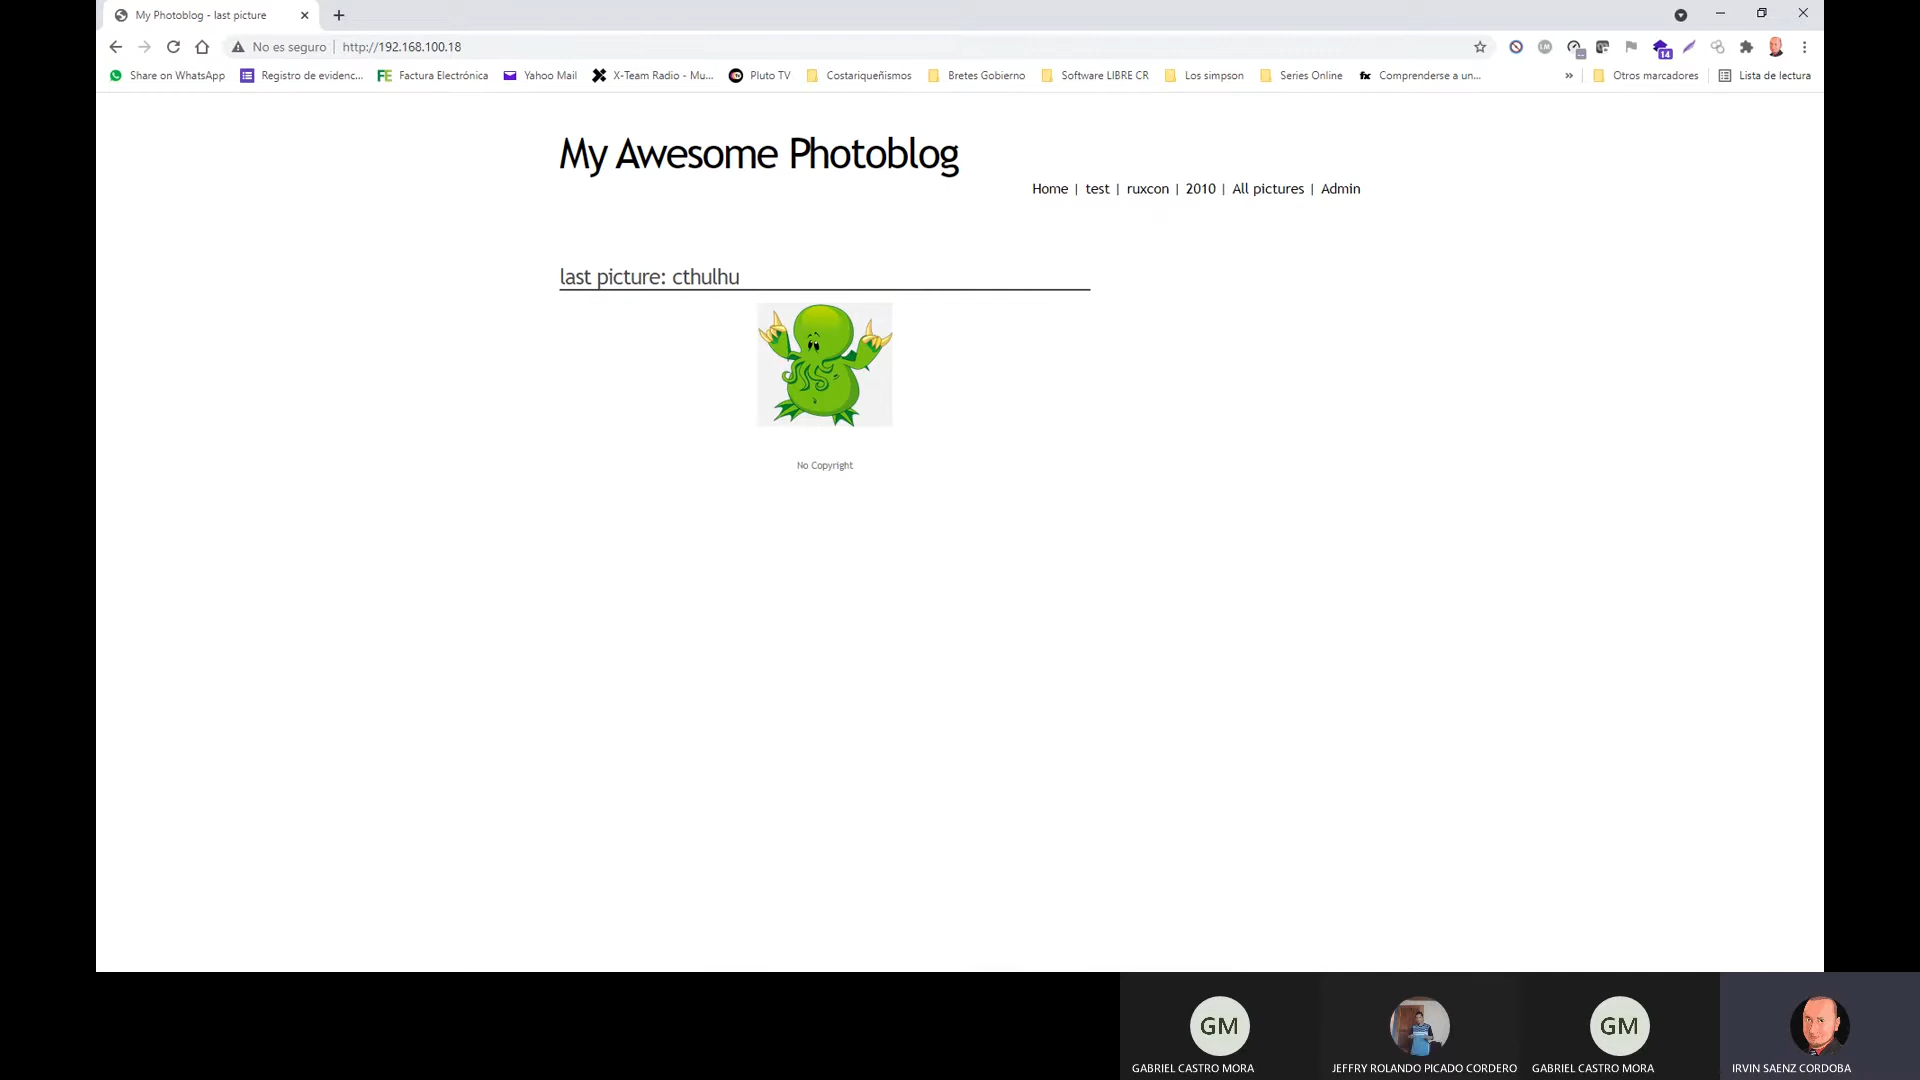 My Photoblog - last picture
No es seguro | http://192.168.100.18
14
Share on WhatsApp Registro de evidenc... FE Factura Electrónica Yahoo Mail X-Team Radio - Mu... Pluto TV Costariqueñismos Bretes Gobierno Software LIBRE CR Los simpson Series Online fx Comprenderse a un... » Otros marcadores Lista de lectura
My Awesome Photoblog
Home | test | ruxcon | 2010 | All pictures | Admin
last picture: cthulhu
No Copyright
GM GM
GABRIEL CASTRO MORA JEFFRY ROLANDO PICADO CORDERO GABRIEL CASTRO MORA IRVIN SAENZ CORDOBA